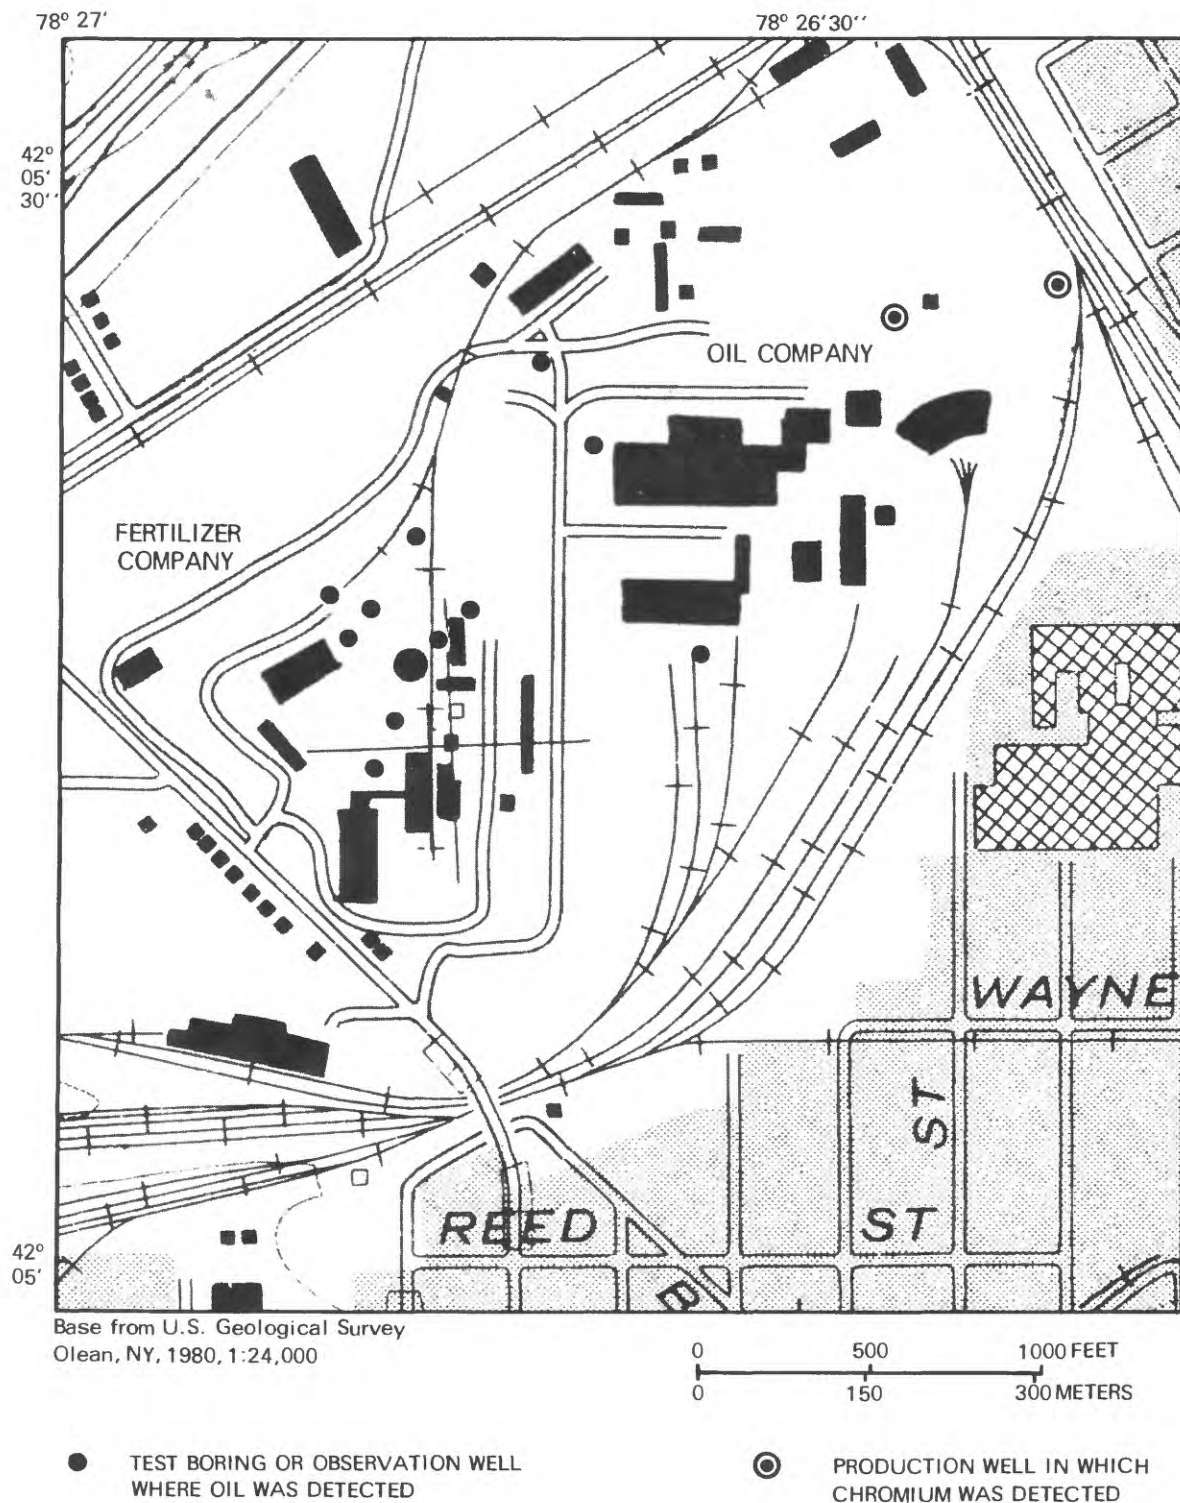 78° 27'
78° 26'30''
42°
05'
30''
OIL COMPANY
FERTILIZER
COMPANY
WAYNE
ST
REED
ST
B
42°
05'
Base from U.S. Geological Survey
Olean, NY, 1980, 1:24,000
0 500 1000 FEET
0 150 300 METERS
TEST BORING OR OBSERVATION WELL
WHERE OIL WAS DETECTED
PRODUCTION WELL IN WHICH
CHROMIUM WAS DETECTED